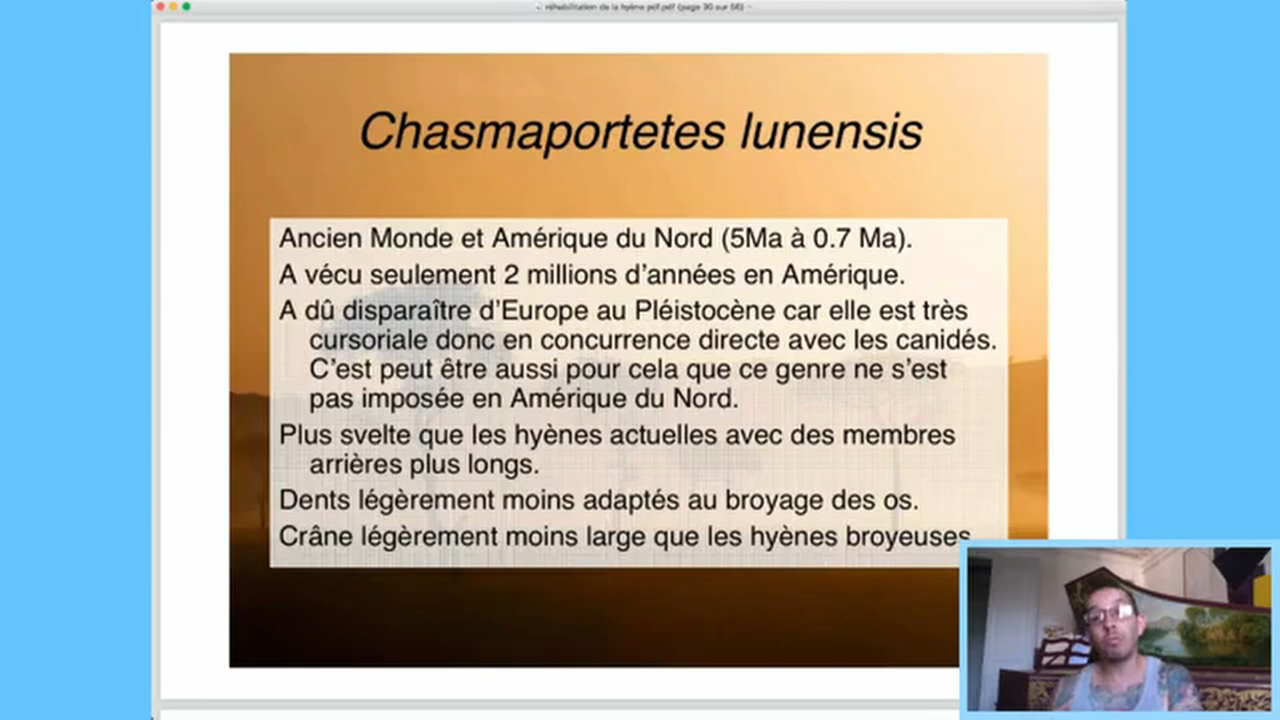 réhabilitation de la hyène pdf.pdf (page 30 sur 56)
Chasmaportetes lunensis
Ancien Monde et Amérique du Nord (5Ma à 0.7 Ma).
A vécu seulement 2 millions d’années en Amérique.
A dû disparaître d’Europe au Pléistocène car elle est très
cursoriale donc en concurrence directe avec les canidés.
C’est peut être aussi pour cela que ce genre ne s’est
pas imposée en Amérique du Nord.
Plus svelte que les hyènes actuelles avec des membres
arrières plus longs.
Dents légèrement moins adaptés au broyage des os.
Crâne légèrement moins large que les hyènes broyeuses